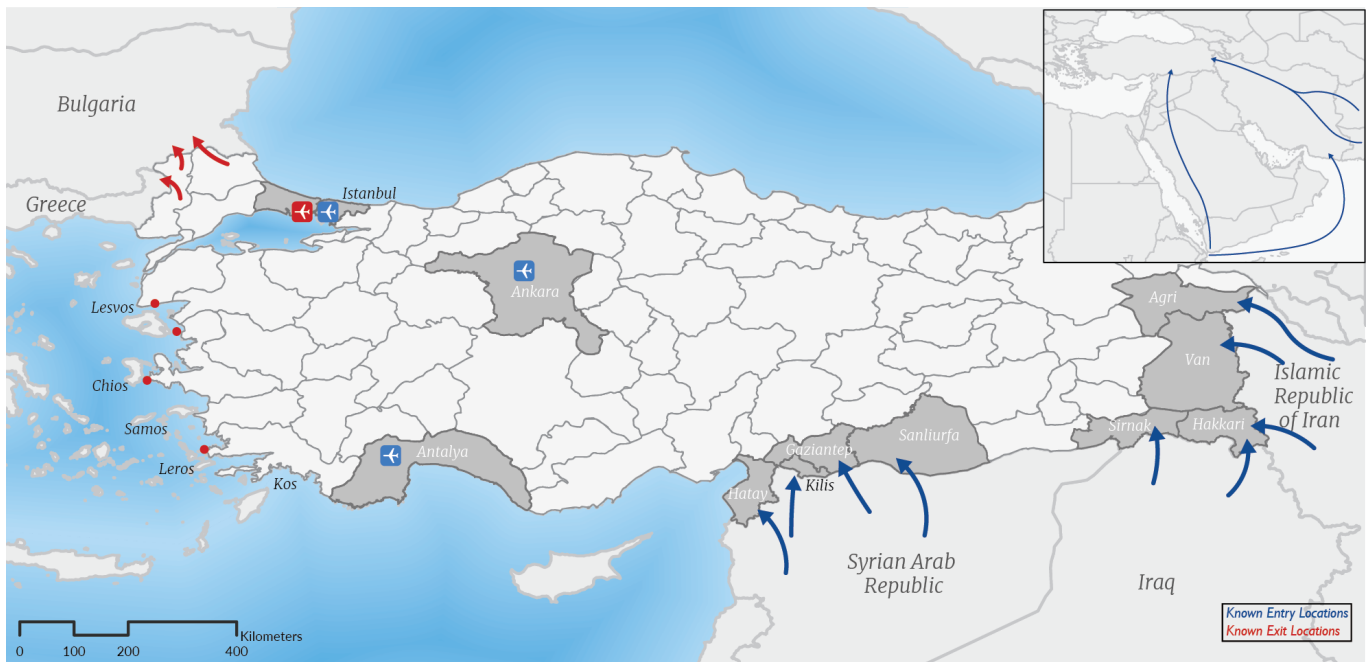 Bulgaria
Greece
Istanbul
Ankara
Agri
Lesvos
Van
Islamic
Republic
of Iran
Chios
Samos
Sirnak
Hakkari
Sanliurfa
Gaziantep
Antalya
Leros
Kos
Kilis
Hatay
Syrian Arab
Republic
Iraq
Known Entry Locations
Known Exit Locations
Kilometers
0 100 200 400